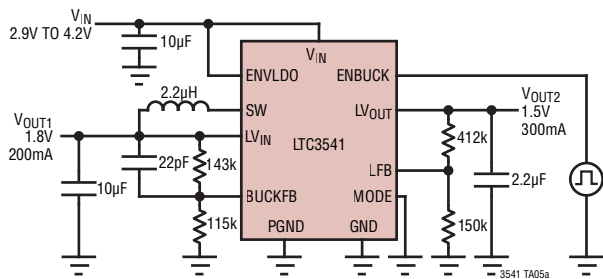 VIN
2.9V TO 4.2V
10µF
VIN
ENVLDO
ENBUCK
2.2µH
SW
LVOUT
VOUT2
1.5V
300mA
VOUT1
1.8V
200mA
LVIN
LTC3541
412k
22pF
143k
10µF
LFB
2.2µF
BUCKFB
MODE
115k
150k
PGND
GND
3541 TA05a